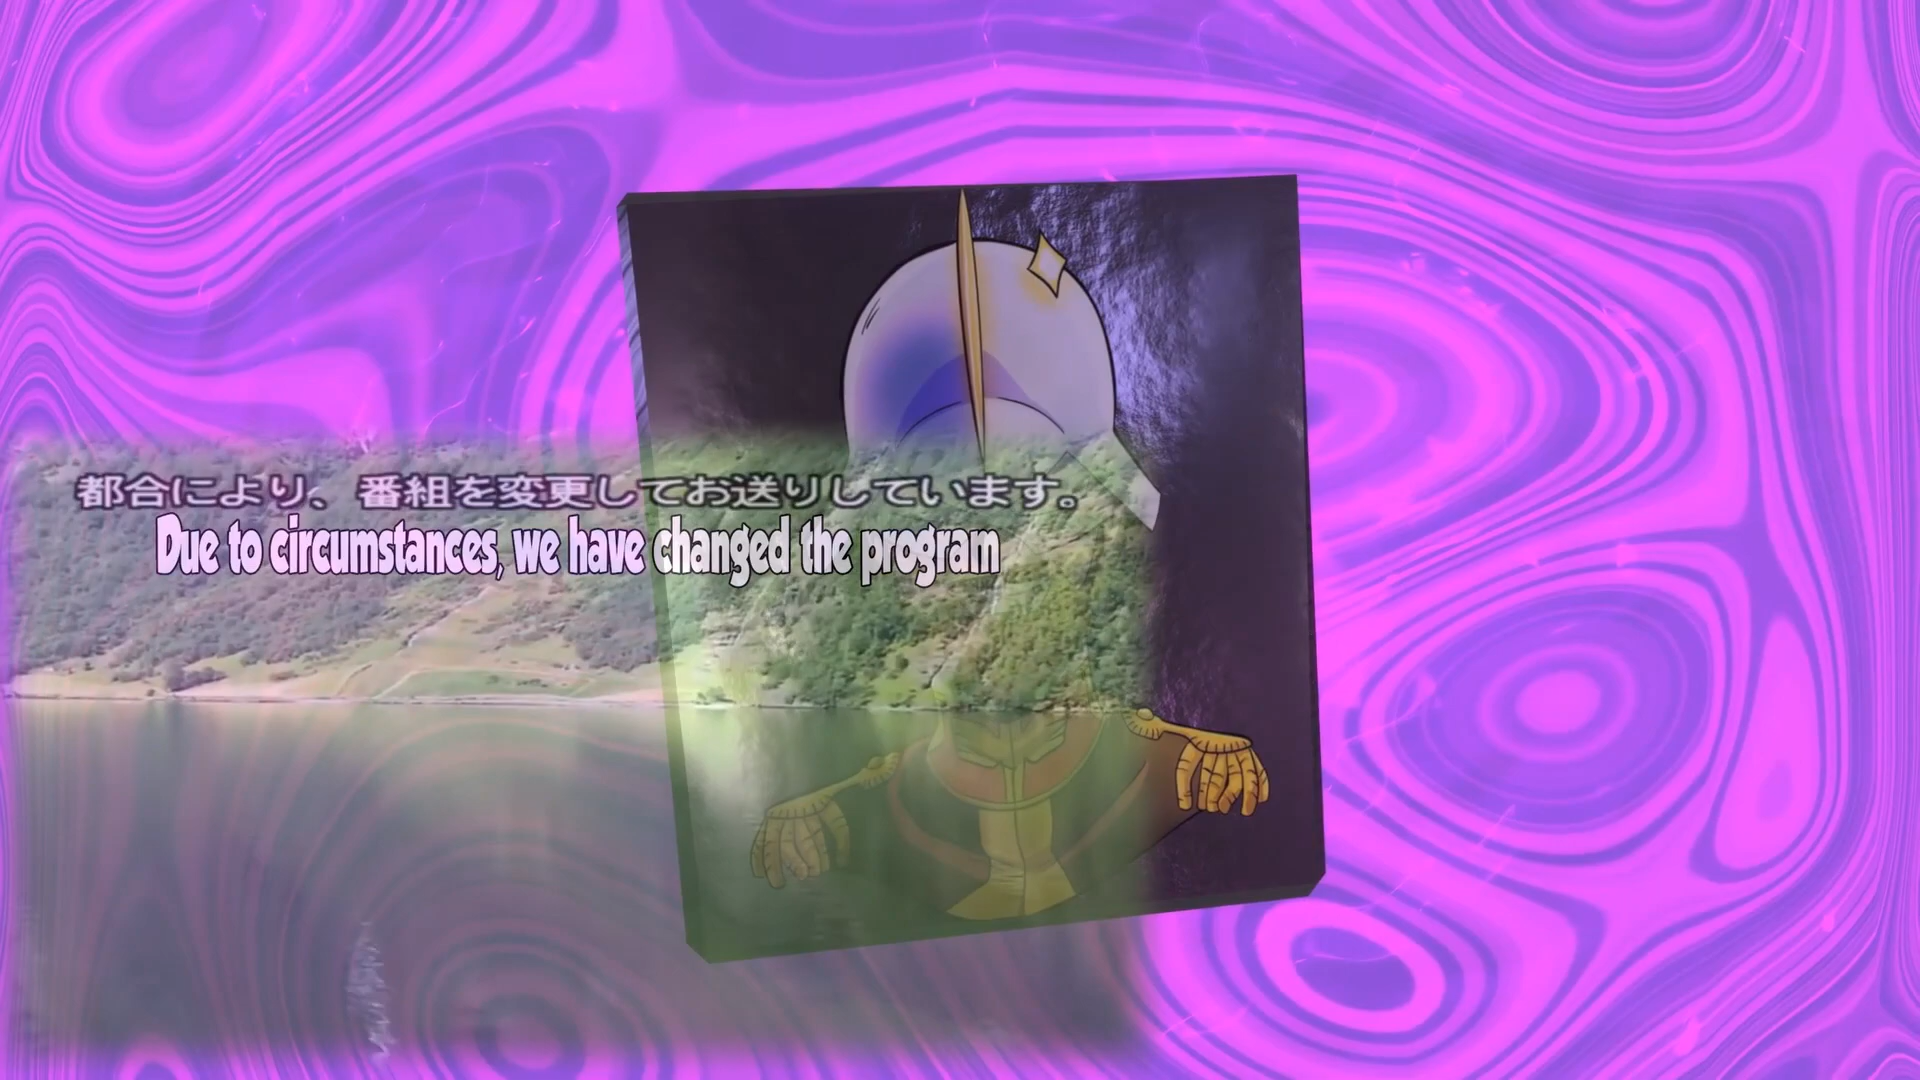 都合により、番組を変更してお送りしています。
Due to circumstances, we have changed the program